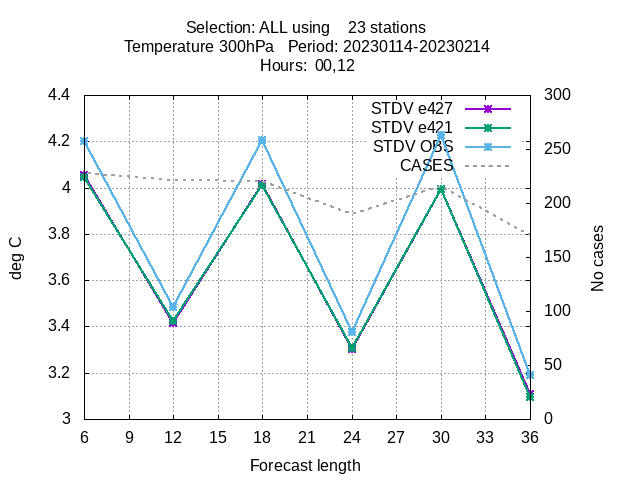 Selection: ALL using    23 stations
Temperature 300hPa   Period: 20230114-20230214
Hours:  00,12
STDV e427
STDV e421
STDV OBS
CASES
deg C
4.4
4.2
4
3.8
3.6
3.4
3.2
3
300
250
200
150
100
50
0
No cases
6 9 12 15 18 21 24 27 30 33 36
Forecast length